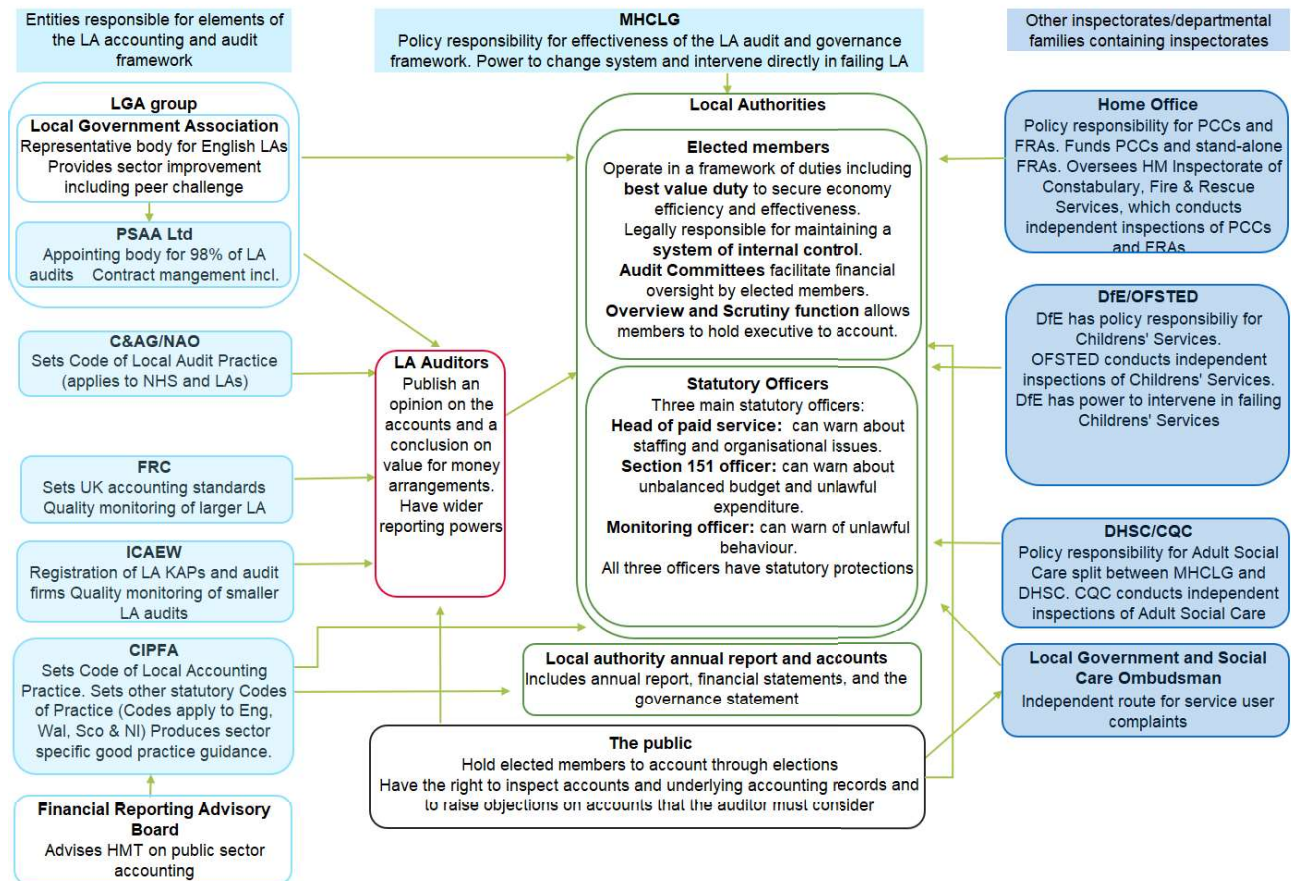 Entities responsible for elements of
the LA accounting and audit
framework
MHCLG
Policy responsibility for effectiveness of the LA audit and governance
framework. Power to change system and intervene directly in failing LA
Other inspectorates/departmental
families containing inspectorates
LGA group
Local Government Association
Representative body for English LAs
Provides sector improvement
including peer challenge
PSAA Ltd
Appointing body for 98% of LA
audits Contract mangement incl.
C&AG/NAO
Sets Code of Local Audit Practice
(applies to NHS and LAs)
FRC
Sets UK accounting standards
Quality monitoring of larger LA
ICAEW
Registration of LA KAPs and audit
firms Quality monitoring of smaller
LA audits
CIPFA
Sets Code of Local Accounting
Practice. Sets other statutory Codes
of Practice (Codes apply to Eng,
Wal, Sco & NI) Produces sector
specific good practice guidance.
Financial Reporting Advisory
Board
Advises HMT on public sector
accounting
LA Auditors
Publish an
opinion on the
accounts and a
conclusion on
value for money
arrangements.
Have wider
reporting powers
Local Authorities
Elected members
Operate in a framework of duties including
best value duty to secure economy
efficiency and effectiveness.
Legally responsible for maintaining a
system of internal control.
Audit Committees facilitate financial
oversight by elected members.
Overview and Scrutiny function allows
members to hold executive to account.
Statutory Officers
Three main statutory officers:
Head of paid service: can warn about
staffing and organisational issues.
Section 151 officer: can warn about
unbalanced budget and unlawful
expenditure.
Monitoring officer: can warn of unlawful
behaviour.
All three officers have statutory protections
Local authority annual report and accounts
Includes annual report, financial statements, and the
governance statement
The public
Hold elected members to account through elections
Have the right to inspect accounts and underlying accounting records and
to raise objections on accounts that the auditor must consider
Home Office
Policy responsibility for PCCs and
FRAs. Funds PCCs and stand-alone
FRAs. Oversees HM Inspectorate of
Constabulary, Fire & Rescue
Services, which conducts
independent inspections of PCCs
and FRAs
DfE/OFSTED
DfE has policy responsibiliy for
Childrens' Services.
OFSTED conducts independent
inspections of Childrens' Services.
DfE has power to intervene in failing
Childrens' Services
DHSC/CQC
Policy responsibility for Adult Social
Care split between MHCLG and
DHSC. CQC conducts independent
inspections of Adult Social Care
Local Government and Social
Care Ombudsman
Independent route for service user
complaints